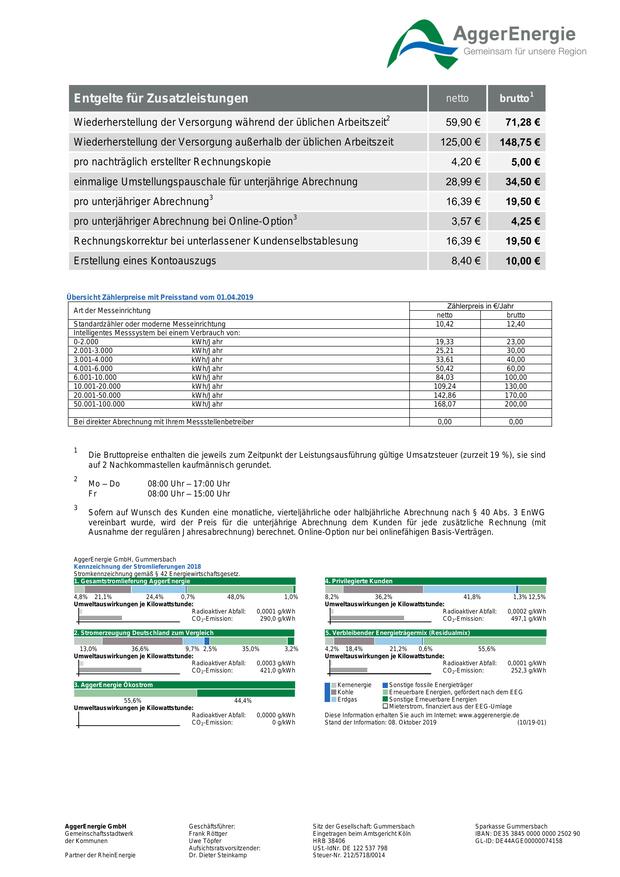 AggerEnergie
Gemeinsam für unsere Region
Entgelte für Zusatzleistungen netto brutto1
Wiederherstellung der Versorgung während der üblichen Arbeitszeit2 59,90 € 71,28 €
Wiederherstellung der Versorgung außerhalb der üblichen Arbeitszeit 125,00 € 148,75 €
pro nachträglich erstellter Rechnungskopie 4,20 € 5,00 €
einmalige Umstellungspauschale für unterjährige Abrechnung 28,99 € 34,50 €
pro unterjähriger Abrechnung3 16,39 € 19,50 €
pro unterjähriger Abrechnung bei Online-Option3 3,57 € 4,25 €
Rechnungskorrektur bei unterlassener Kundenselbstablesung 16,39 € 19,50 €
Erstellung eines Kontoauszugs 8,40 € 10,00 €
Übersicht Zählerpreise mit Preisstand vom 01.04.2019
Art der Messeinrichtung Zählerpreis in €/Jahr
netto brutto
Standardzähler oder moderne Messeinrichtung 10,42 12,40
Intelligentes Messsystem bei einem Verbrauch von:
0-2.000 kWh/Jahr 19,33 23,00
2.001-3.000 kWh/Jahr 25,21 30,00
3.001-4.000 kWh/Jahr 33,61 40,00
4.001-6.000 kWh/Jahr 50,42 60,00
6.001-10.000 kWh/Jahr 84,03 100,00
10.001-20.000 kWh/Jahr 109,24 130,00
20.001-50.000 kWh/Jahr 142,86 170,00
50.001-100.000 kWh/Jahr 168,07 200,00
Bei direkter Abrechnung mit Ihrem Messstellenbetreiber 0,00 0,00
1 Die Bruttopreise enthalten die jeweils zum Zeitpunkt der Leistungsausführung gültige Umsatzsteuer (zurzeit 19 %), sie sind
auf 2 Nachkommastellen kaufmännisch gerundet.
2 Mo – Do 08:00 Uhr – 17:00 Uhr
Fr 08:00 Uhr – 15:00 Uhr
3 Sofern auf Wunsch des Kunden eine monatliche, vierteljährliche oder halbjährliche Abrechnung nach § 40 Abs. 3 EnWG
vereinbart wurde, wird der Preis für die unterjährige Abrechnung dem Kunden für jede zusätzliche Rechnung (mit
Ausnahme der regulären Jahresabrechnung) berechnet. Online-Option nur bei onlinefähigen Basis-Verträgen.
AggerEnergie GmbH, Gummersbach
Kennzeichnung der Stromlieferungen 2018
Stromkennzeichnung gemäß § 42 Energiewirtschaftsgesetz.
1. Gesamtstromlieferung AggerEnergie
4,8% 21,1% 24,4% 0,7% 48,0% 1,0%
Umweltauswirkungen je Kilowattstunde:
Radioaktiver Abfall: 0,0001 g/kWh
CO2-Emission: 290,0 g/kWh
2. Stromerzeugung Deutschland zum Vergleich
13,0% 36,6% 9,7% 2,5% 35,0% 3,2%
Umweltauswirkungen je Kilowattstunde:
Radioaktiver Abfall: 0,0003 g/kWh
CO2-Emission: 421,0 g/kWh
3. AggerEnergie Ökostrom
55,6% 44,4%
Umweltauswirkungen je Kilowattstunde:
Radioaktiver Abfall: 0,0000 g/kWh
CO2-Emission: 0 g/kWh
4. Privilegierte Kunden
8,2% 36,2% 41,8% 1,3% 12,5%
Umweltauswirkungen je Kilowattstunde:
Radioaktiver Abfall: 0,0002 g/kWh
CO2-Emission: 497,1 g/kWh
5. Verbleibender Energieträgermix (Residualmix)
4,2% 18,4% 21,2% 0,6% 55,6%
Umweltauswirkungen je Kilowattstunde:
Radioaktiver Abfall: 0,0001 g/kWh
CO2-Emission: 252,3 g/kWh
Kernenergie Sonstige fossile Energieträger
Kohle Erneuerbare Energien, gefördert nach dem EEG
Erdgas Sonstige Erneuerbare Energien
Mieterstrom, finanziert aus der EEG-Umlage
Diese Information erhalten Sie auch im Internet: www.aggerenergie.de
Stand der Information: 08. Oktober 2019 (10/19-01)
AggerEnergie GmbH
Gemeinschaftsstadtwerk
der Kommunen
Partner der RheinEnergie
Geschäftsführer:
Frank Röttger
Uwe Töpfer
Aufsichtsratsvorsitzender:
Dr. Dieter Steinkamp
Sitz der Gesellschaft: Gummersbach
Eingetragen beim Amtsgericht Köln
HRB 38406
USt.-IdNr. DE 122 537 798
Steuer-Nr. 212/5718/0014
Sparkasse Gummersbach
IBAN: DE35 3845 0000 0000 2502 90
GL-ID: DE44AGE00000074158